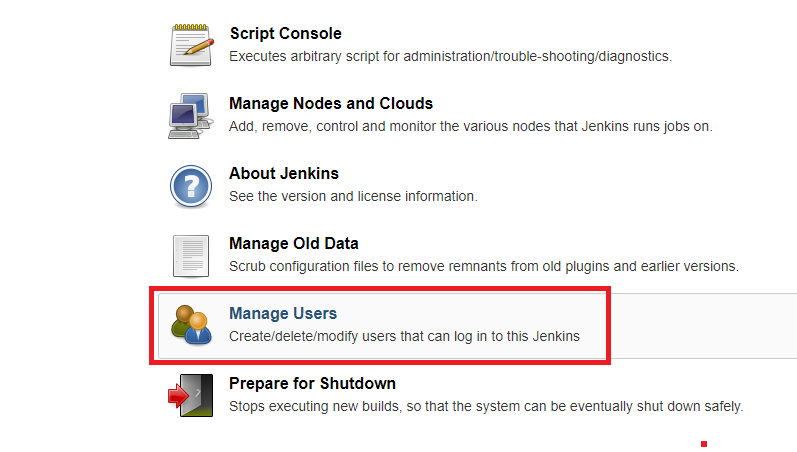 Script Console
Executes arbitrary script for administration/trouble-shooting/diagnostics.
Manage Nodes and Clouds
Add, remove, control and monitor the various nodes that Jenkins runs jobs on.
About Jenkins
See the version and license information.
Manage Old Data
Scrub configuration files to remove remnants from old plugins and earlier versions.
Manage Users
Create/delete/modify users that can log in to this Jenkins
Prepare for Shutdown
Stops executing new builds, so that the system can be eventually shut down safely.